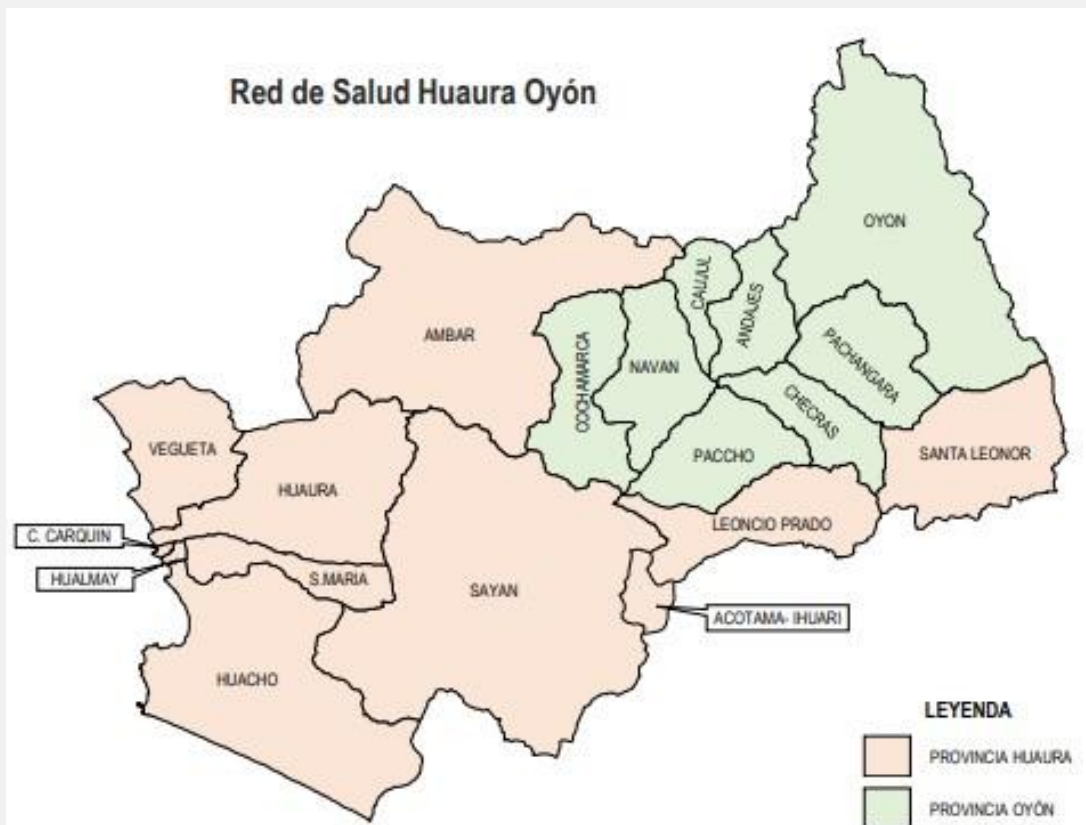 Red de Salud Huaura Oyón
OYON
CAUJUL
ANDAJES
AMBAR
COCHAMARCA
NAVAN
PACHANGARA
CHECRAS
VEGUETA
PACCHO
SANTA LEONOR
HUAURA
LEONCIO PRADO
C. CARQUIN
HUALMAY
S.MARIA
SAYAN
ACOTAMA- IHUARI
HUACHO
LEYENDA
PROVINCIA HUAURA
PROVINCIA OYÓN